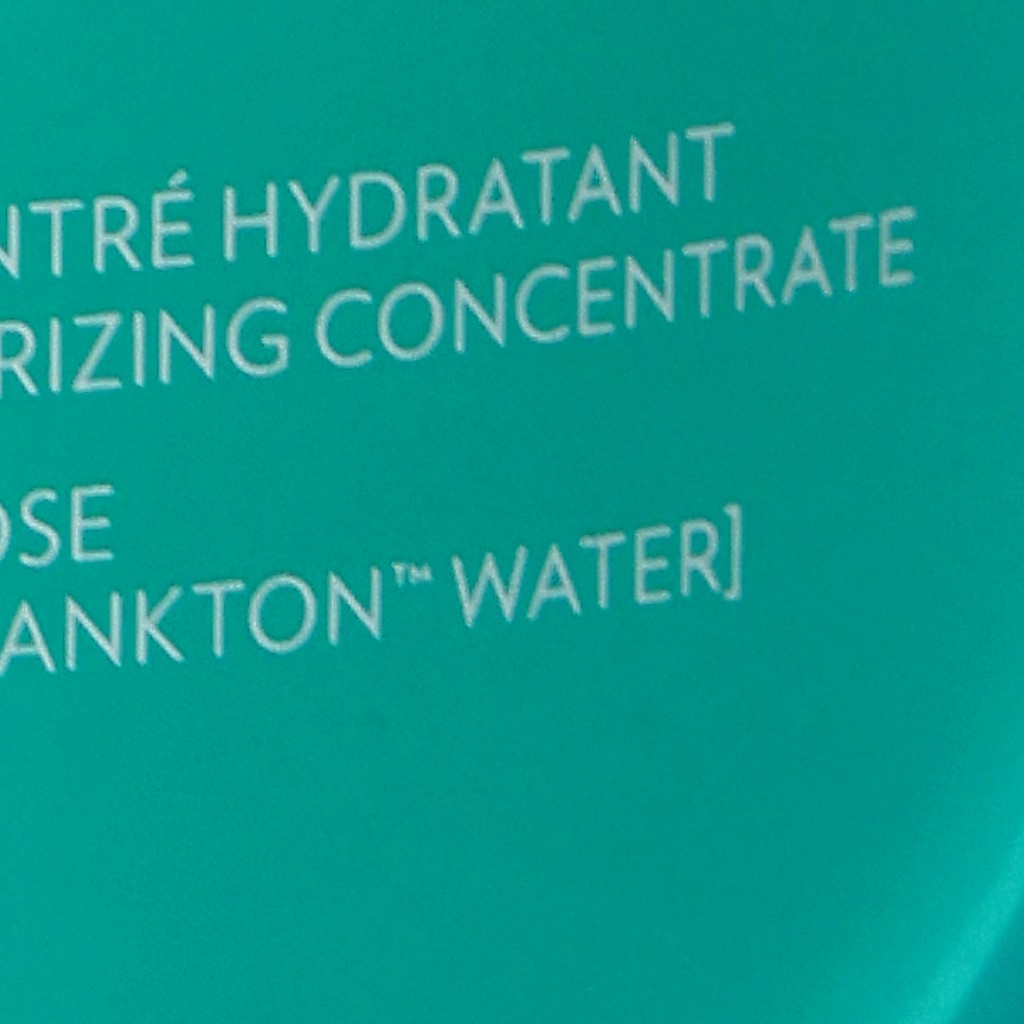 NTRÉ HYDRATANT
RIZING CONCENTRATE
OSE
ANKTON™ WATER]